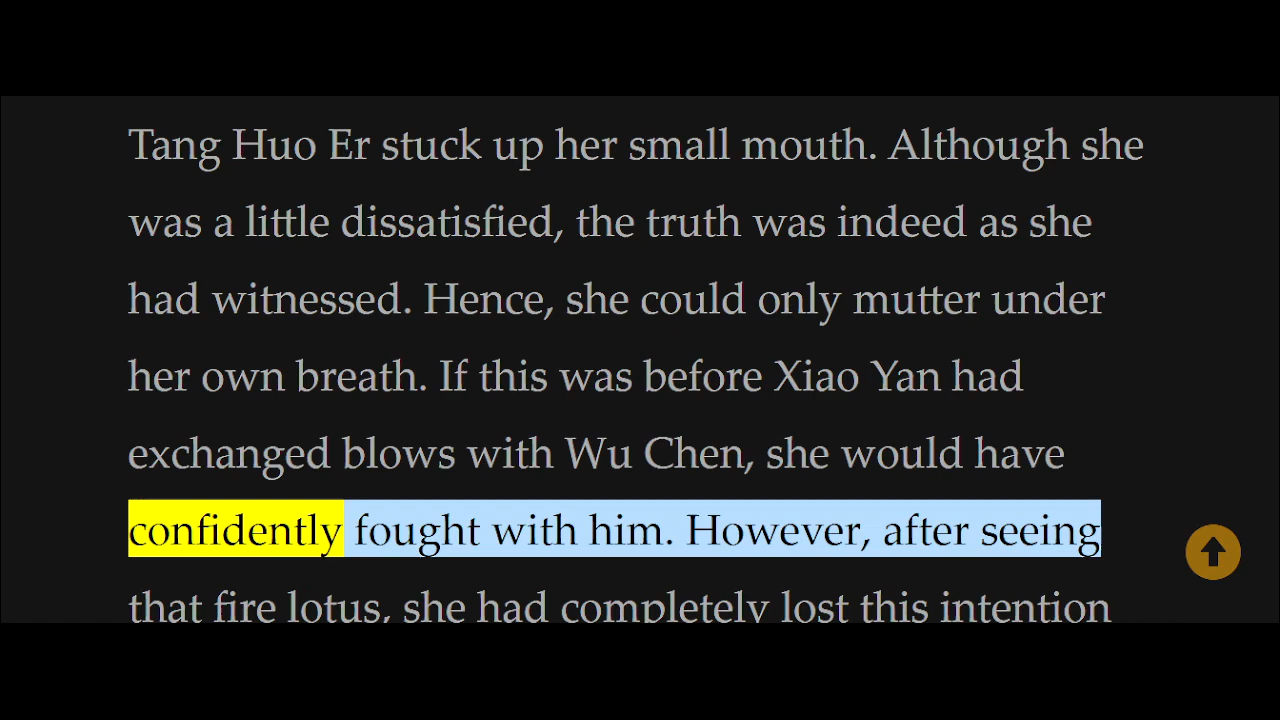 Tang Huo Er stuck up her small mouth. Although she
was a little dissatisfied, the truth was indeed as she
had witnessed. Hence, she could only mutter under
her own breath. If this was before Xiao Yan had
exchanged blows with Wu Chen, she would have
confidently fought with him. However, after seeing
that fire lotus, she had completely lost this intention